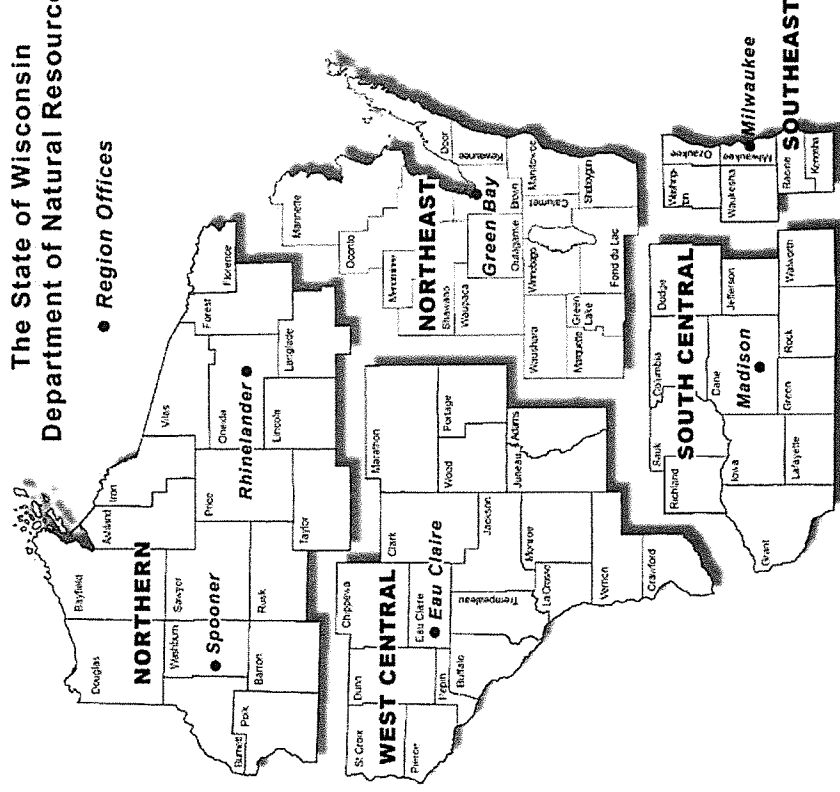 The State of Wisconsin
Department of Natural Resourc
● Region Offices
NORTHERN
Douglas
Bayfield
Ashland
Iron
Vilas
Forest
Florence
Burnett
Washburn
Sawyer
Price
Oneida
Spooner
Rhinelander
Polk
Barron
Rusk
Lincoln
Langlade
Taylor
NORTHEAST
Marinette
Oconto
Menominee
Shawano
Waupaca
Door
Kewaunee
Green Bay
Brown
Outagamie
Waushara
Winnebago
Calumet
Manitowoc
Marquette
Green
Lake
Fond du Lac
Sheboygan
WEST CENTRAL
St Croix
Dunn
Chippewa
Clark
Marathon
Pierce
Pepin
Eau Claire
Eau Claire
Buffalo
Trempealeau
Jackson
Wood
Portage
La Crosse
Monroe
Juneau
Adams
Vernon
Crawford
SOUTH CENTRAL
Richland
Sauk
Columbia
Dodge
Grant
Iowa
Dane
Madison
Jefferson
Lafayette
Green
Rock
Walworth
SOUTHEAST
Ozaukee
Waukesha
Milwaukee
Milwaukee
Racine
Kenosha